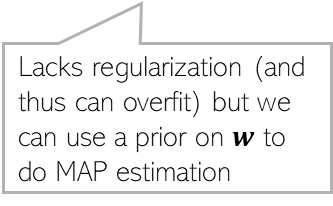 Lacks regularization (and
thus can overfit) but we
can use a prior on 𝒘 to
do MAP estimation